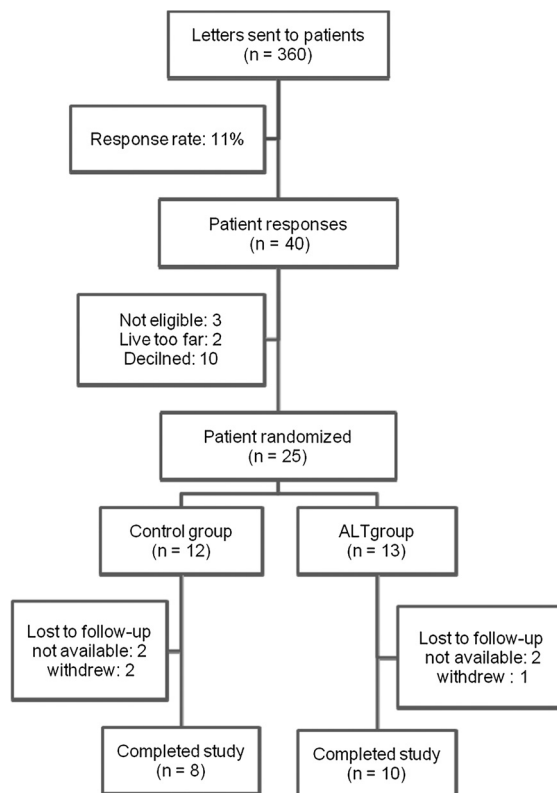 Letters sent to patients
(n = 360)
Response rate: 11%
Patient responses
(n = 40)
Not eligible: 3
Live too far: 2
Decilned: 10
Patient randomized
(n = 25)
Control group
(n = 12)
ALTgroup
(n = 13)
Lost to follow-up
not available: 2
withdrew: 2
Lost to follow-up
not available: 2
withdrew : 1
Completed study
(n = 8)
Completed study
(n = 10)